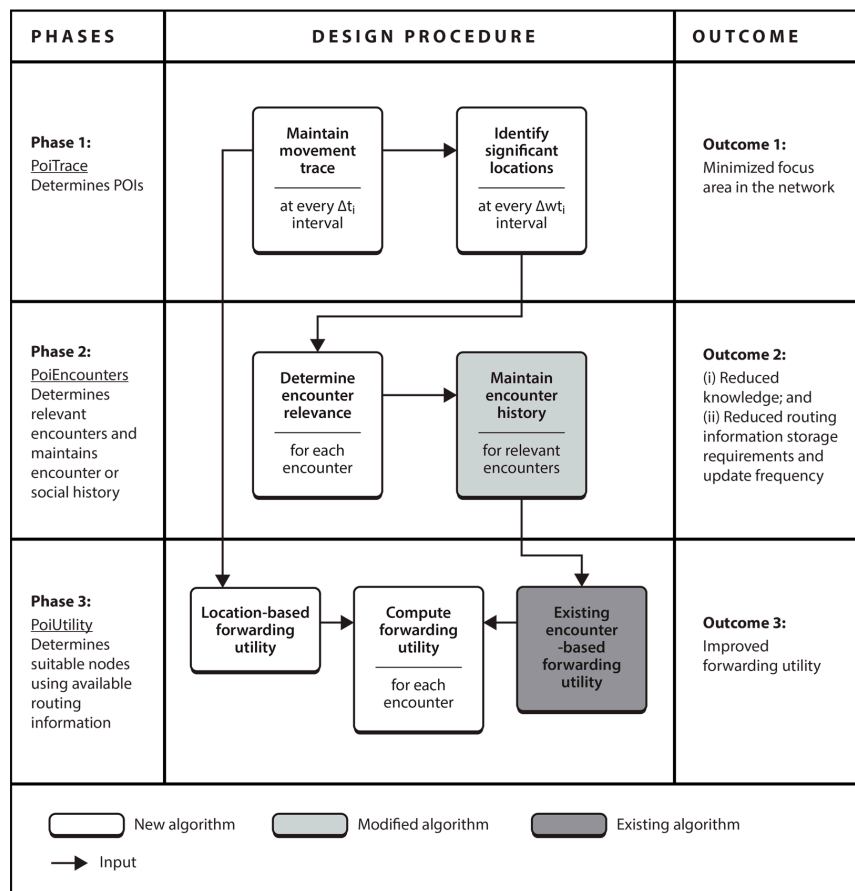 PHASES
DESIGN PROCEDURE
OUTCOME
Phase 1:
PoiTrace
Determines POIs
Maintain
movement
trace
at every Δti
interval
Identify
significant
locations
at every Δwti
interval
Outcome 1:
Minimized focus
area in the network
Phase 2:
PoiEncounters
Determines
relevant
encounters and
maintains
encounter or
social history
Determine
encounter
relevance
for each
encounter
Maintain
encounter
history
for relevant
encounters
Outcome 2:
(i) Reduced
knowledge; and
(ii) Reduced routing
information storage
requirements and
update frequency
Phase 3:
PoiUtility
Determines
suitable nodes
using available
routing
information
Location-based
forwarding
utility
Compute
forwarding
utility
for each
encounter
Existing
encounter
-based
forwarding
utility
Outcome 3:
Improved
forwarding utility
New algorithm
Modified algorithm
Existing algorithm
Input